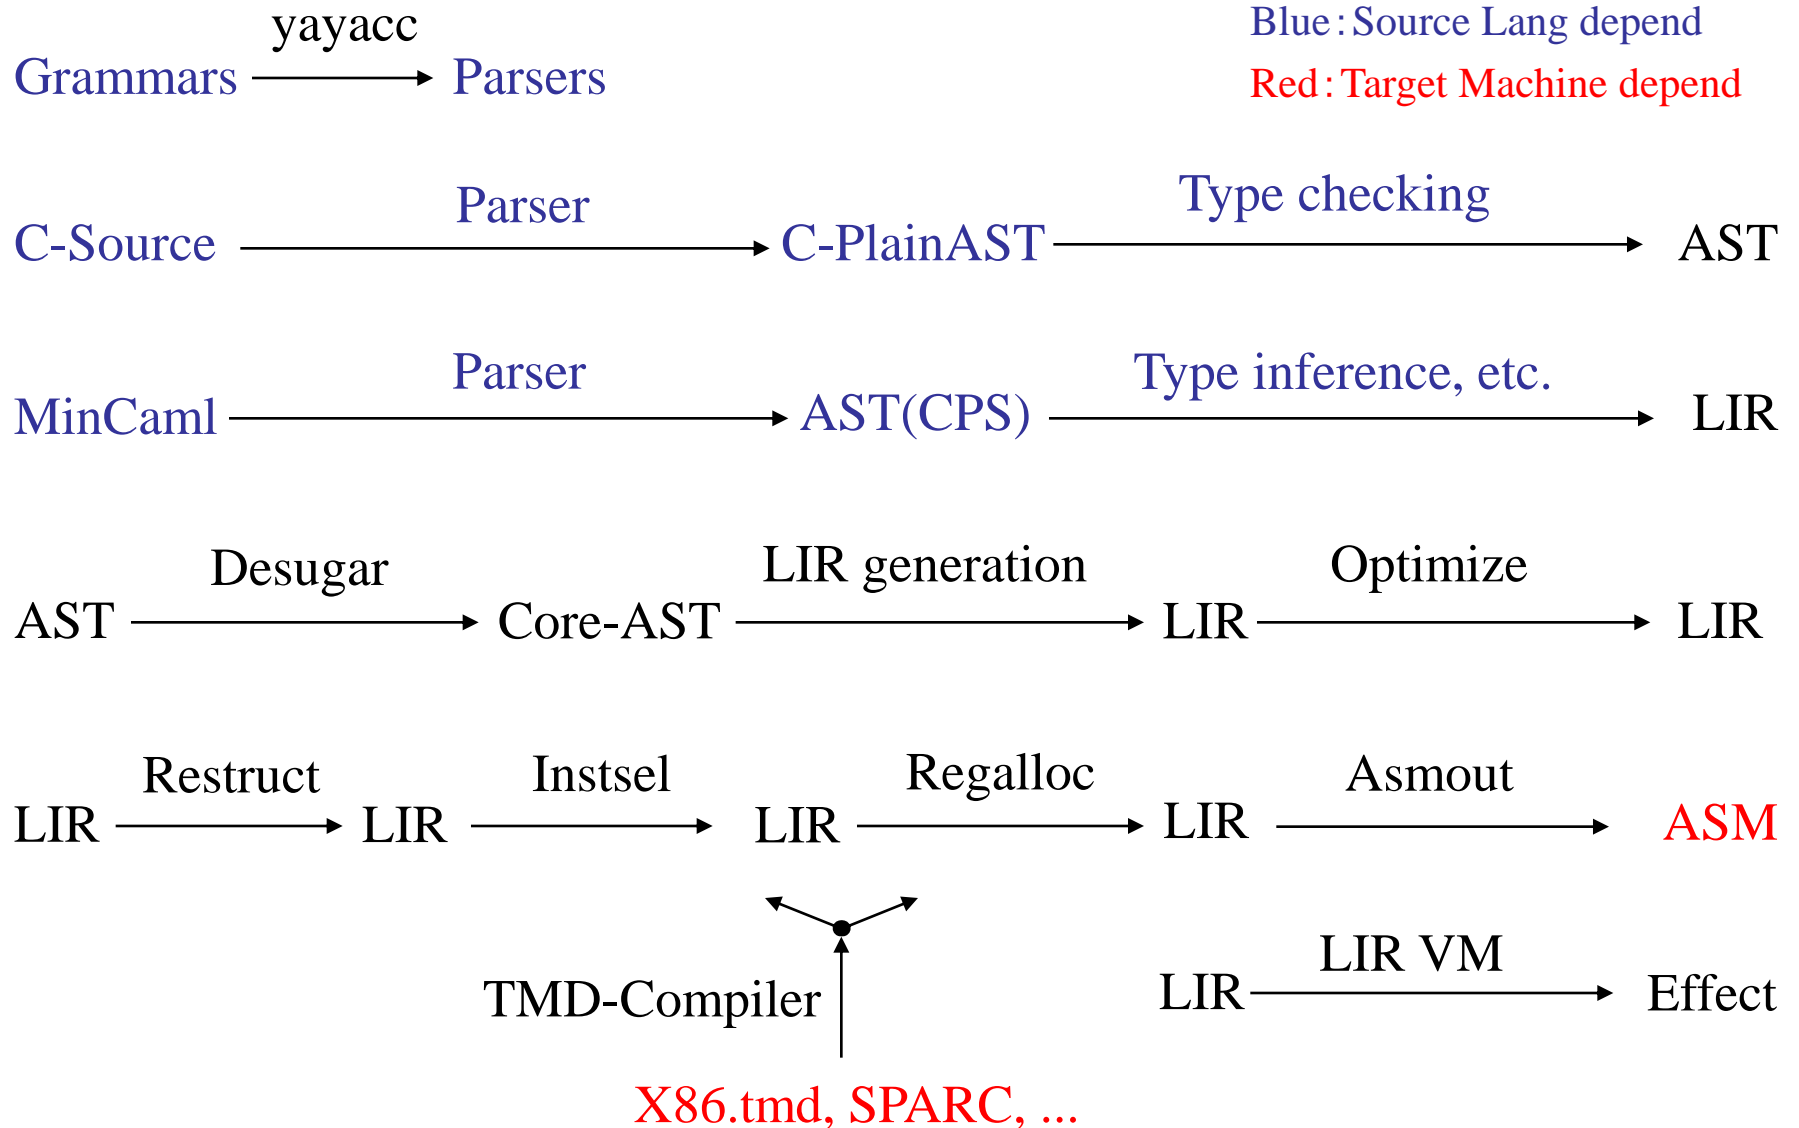 yayacc
Blue：Source Lang depend
Grammars
Parsers
Red：Target Machine depend
Parser
Type checking
C-Source
C-PlainAST
AST
Parser
Type inference, etc.
MinCaml
AST(CPS)
LIR
Desugar
LIR generation
Optimize
AST
Core-AST
LIR
LIR
Restruct
Instsel
Regalloc
Asmout
LIR
LIR
LIR
LIR
ASM
LIR VM
TMD-Compiler
LIR
Effect
X86.tmd, SPARC, ...